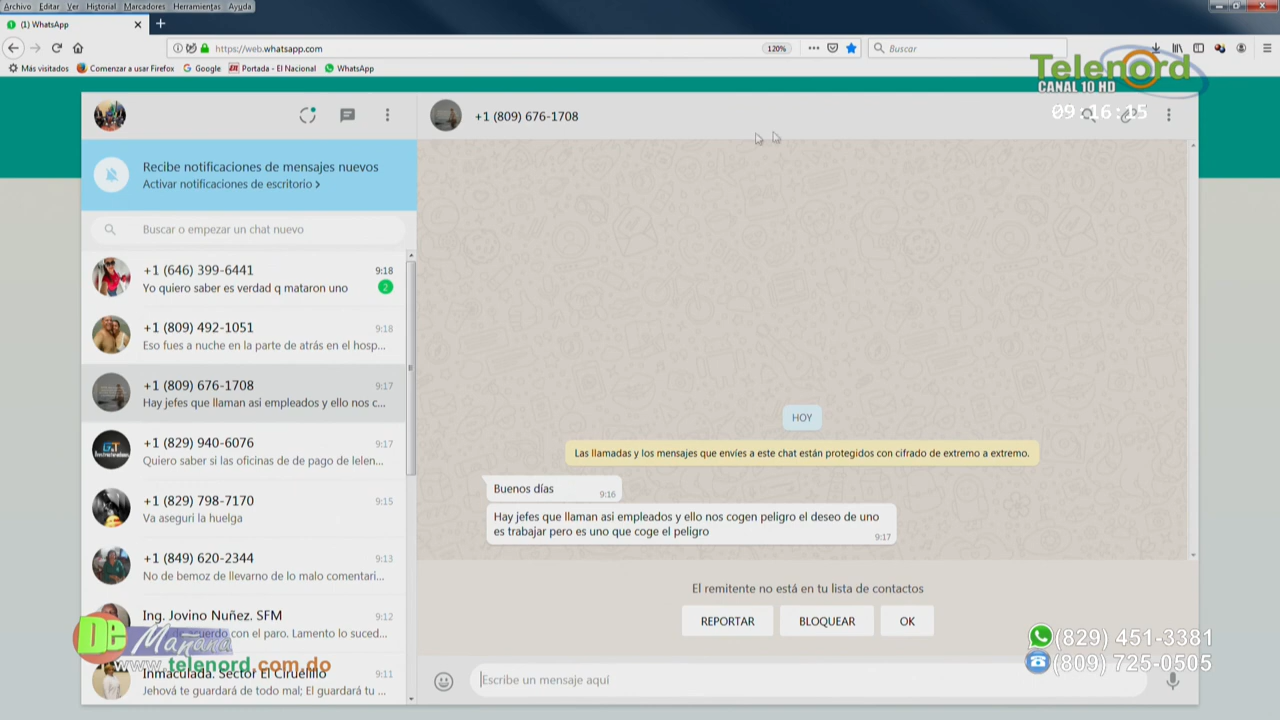 Archivo Editar Ver Historial Marcadores Herramientas Ayuda
(1) WhatsApp
https://web.whatsapp.com
120%
Buscar
Más visitados Comenzar a usar Firefox Google Portada - El Nacional WhatsApp
Telenord
CANAL 10 HD
09:16:15
+1 (809) 676-1708
Recibe notificaciones de mensajes nuevos
Activar notificaciones de escritorio >
Buscar o empezar un chat nuevo
+1 (646) 399-6441 9:18
Yo quiero saber es verdad q mataron uno 2
+1 (809) 492-1051 9:18
Eso fues a nuche en la parte de atrás en el hosp...
+1 (809) 676-1708 9:17
Hay jefes que llaman asi empleados y ello nos c...
+1 (829) 940-6076 9:17
Quiero saber si las oficinas de de pago de lelen...
+1 (829) 798-7170 9:15
Va aseguri la huelga
+1 (849) 620-2344 9:13
No de bemoz de llevarno de lo malo comentari...
Ing. Jovino Nuñez. SFM 9:12
acuerdo con el paro. Lamento lo suced...
Inmaculada. Sector El Ciruelillo 9:11
Jehová te guardará de todo mal; El guardará tu ...
HOY
Las llamadas y los mensajes que envíes a este chat están protegidos con cifrado de extremo a extremo.
Buenos días
9:16
Hay jefes que llaman asi empleados y ello nos cogen peligro el deseo de uno
es trabajar pero es uno que coge el peligro
9:17
El remitente no está en tu lista de contactos
REPORTAR BLOQUEAR OK
Escribe un mensaje aquí
De Mañana
www.telenord.com.do
(829) 451-3381
(809) 725-0505